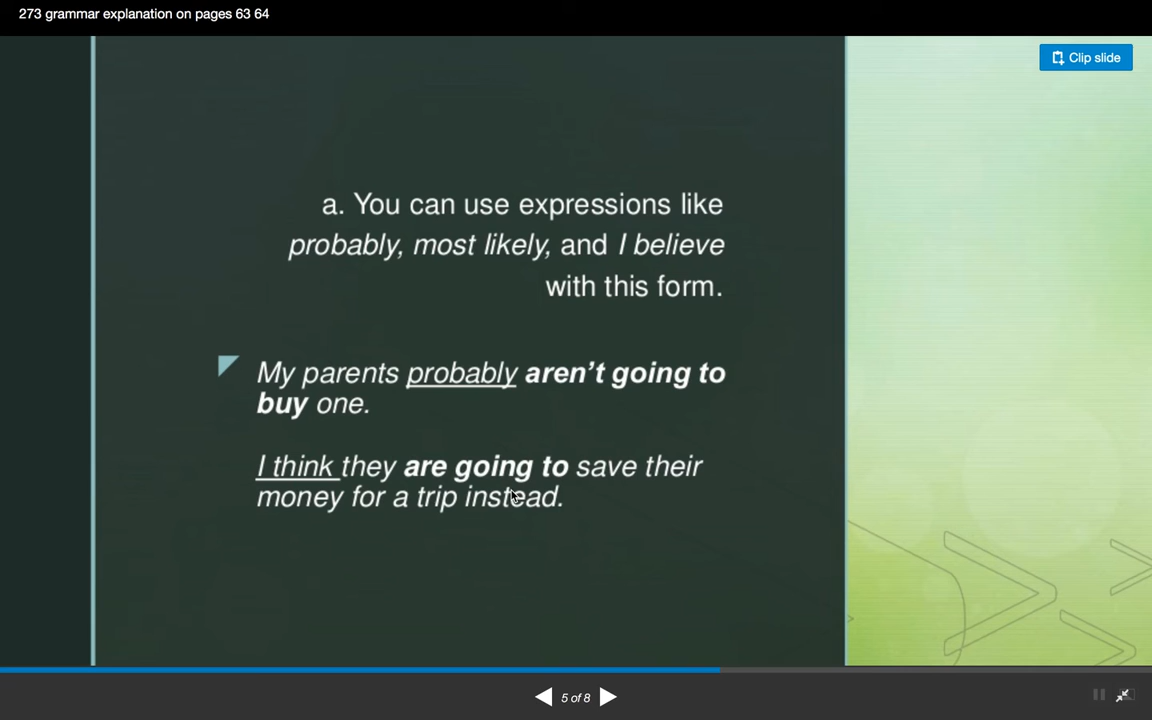 273 grammar explanation on pages 63 64
Clip slide
a. You can use expressions like
probably, most likely, and I believe
with this form.
My parents probably aren't going to
buy one.
I think they are going to save their
money for a trip instead.
5 of 8